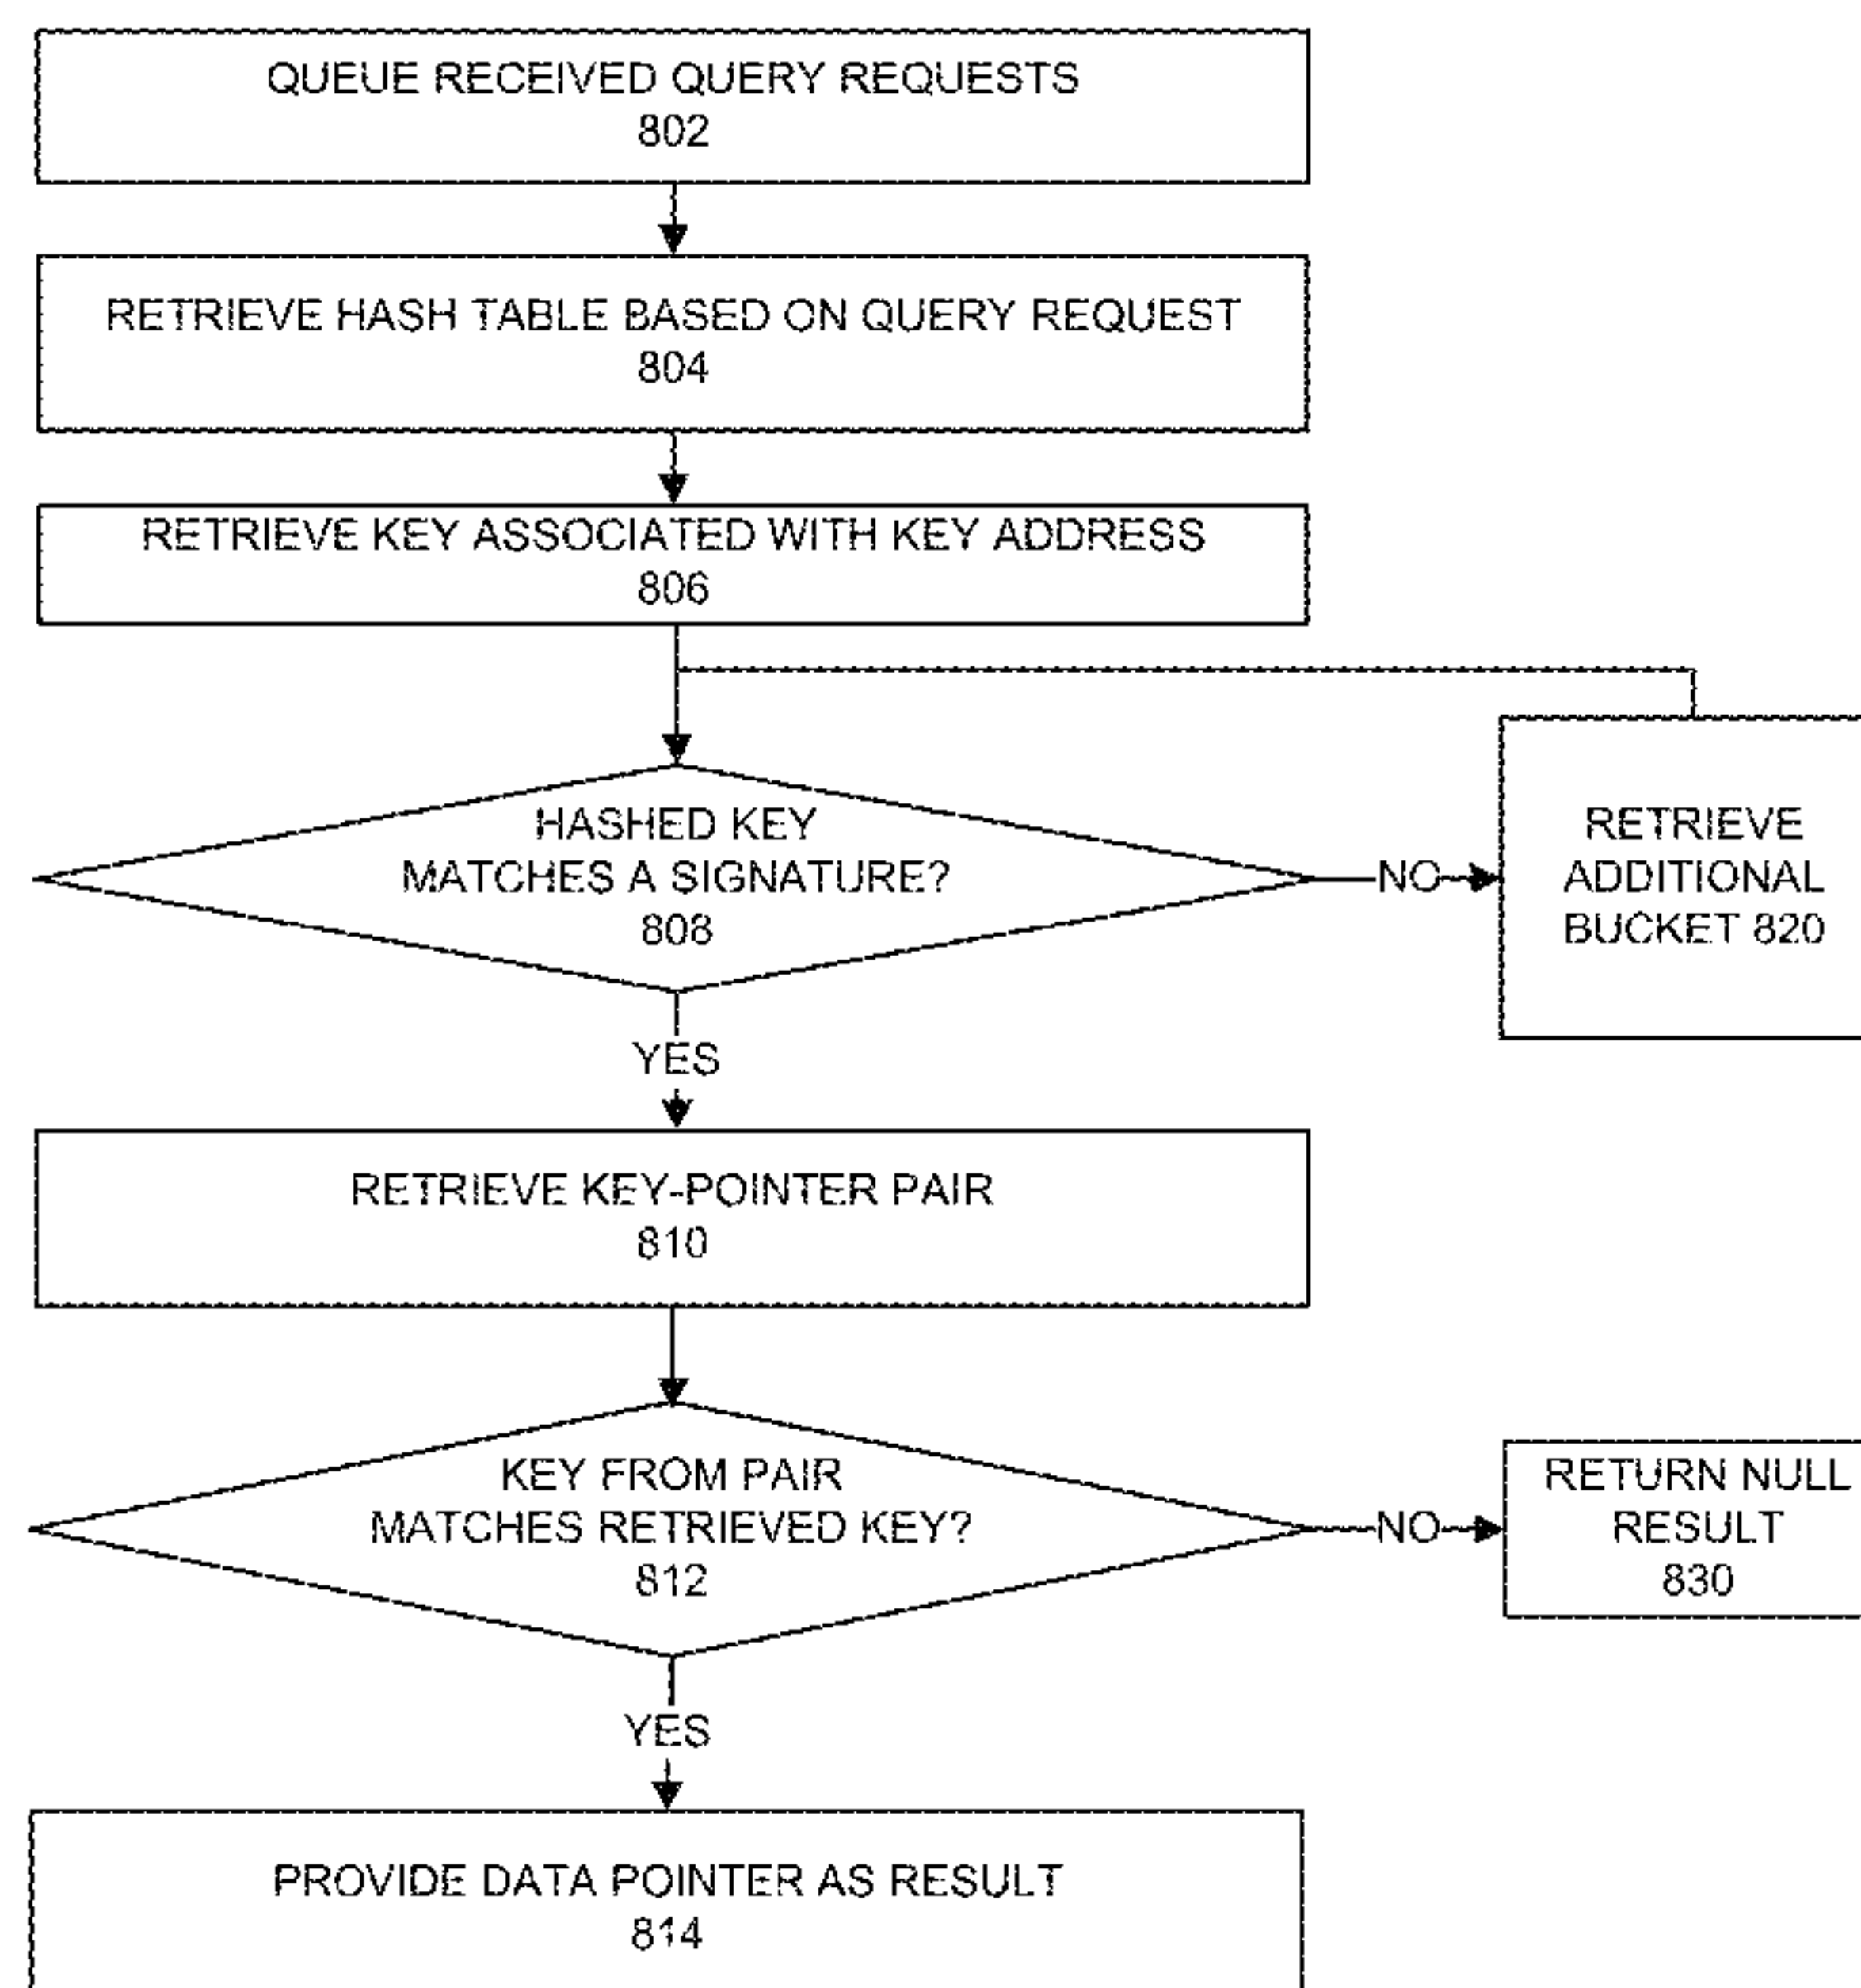 QUEUE RECEIVED QUERY REQUESTS
802
RETRIEVE HASH TABLE BASED ON QUERY REQUEST
804
RETRIEVE KEY ASSOCIATED WITH KEY ADDRESS
806
HASHED KEY
MATCHES A SIGNATURE?
808
NO
RETRIEVE
ADDITIONAL
BUCKET 820
YES
RETRIEVE KEY-POINTER PAIR
810
KEY FROM PAIR
MATCHES RETRIEVED KEY?
812
NO
RETURN NULL
RESULT
830
YES
PROVIDE DATA POINTER AS RESULT
814